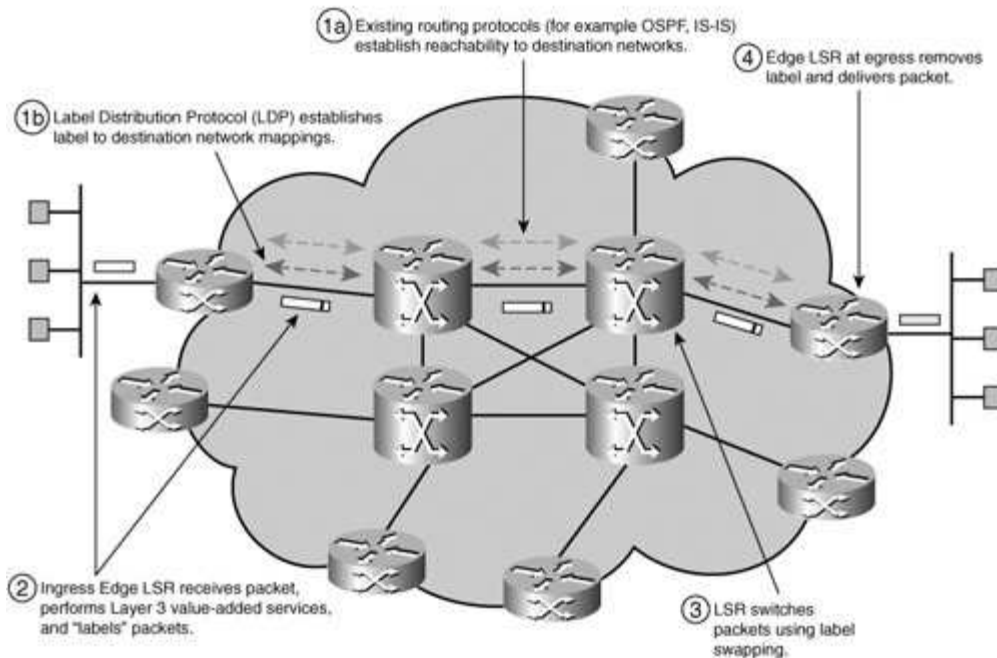 1a Existing routing protocols (for example OSPF, IS-IS)
establish reachability to destination networks.
4 Edge LSR at egress removes
label and delivers packet.
1b Label Distribution Protocol (LDP) establishes
label to destination network mappings.
2 Ingress Edge LSR receives packet,
performs Layer 3 value-added services,
and “labels” packets.
3 LSR switches
packets using label
swapping.